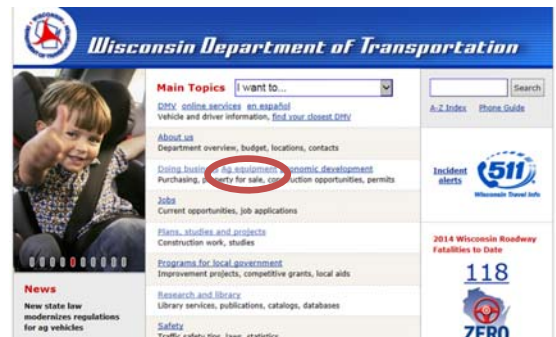 Wisconsin Department of Transportation
Main Topics I want to...
DMV online services en español
Vehicle and driver information, find your closest DMV
About us
Department overview, budget, locations, contacts
Doing business Ag equipment economic development
Purchasing, property for sale, construction opportunities, permits
Jobs
Current opportunities, job applications
Plans, studies and projects
Construction work, studies
Programs for local government
Improvement projects, competitive grants, local aids
Research and library
Library services, publications, catalogs, databases
Safety
Traffic safety tips, laws, statistics
News
New state law
modernizes regulations
for ag vehicles
Search
A-Z Index Phone Guide
Incident
alerts
511
Wisconsin Travel Info
2014 Wisconsin Roadway
Fatalities to Date
118
ZERO